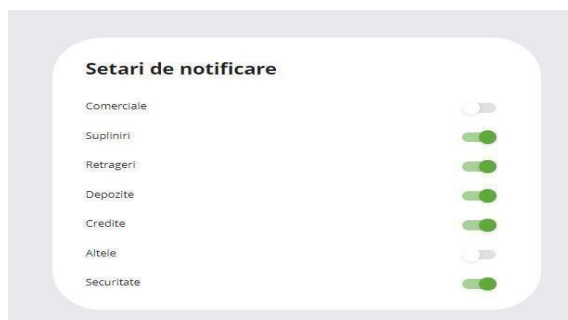 Setari de notificare
Comerciale
Supliniri
Retrageri
Depozite
Credite
Altele
Securitate